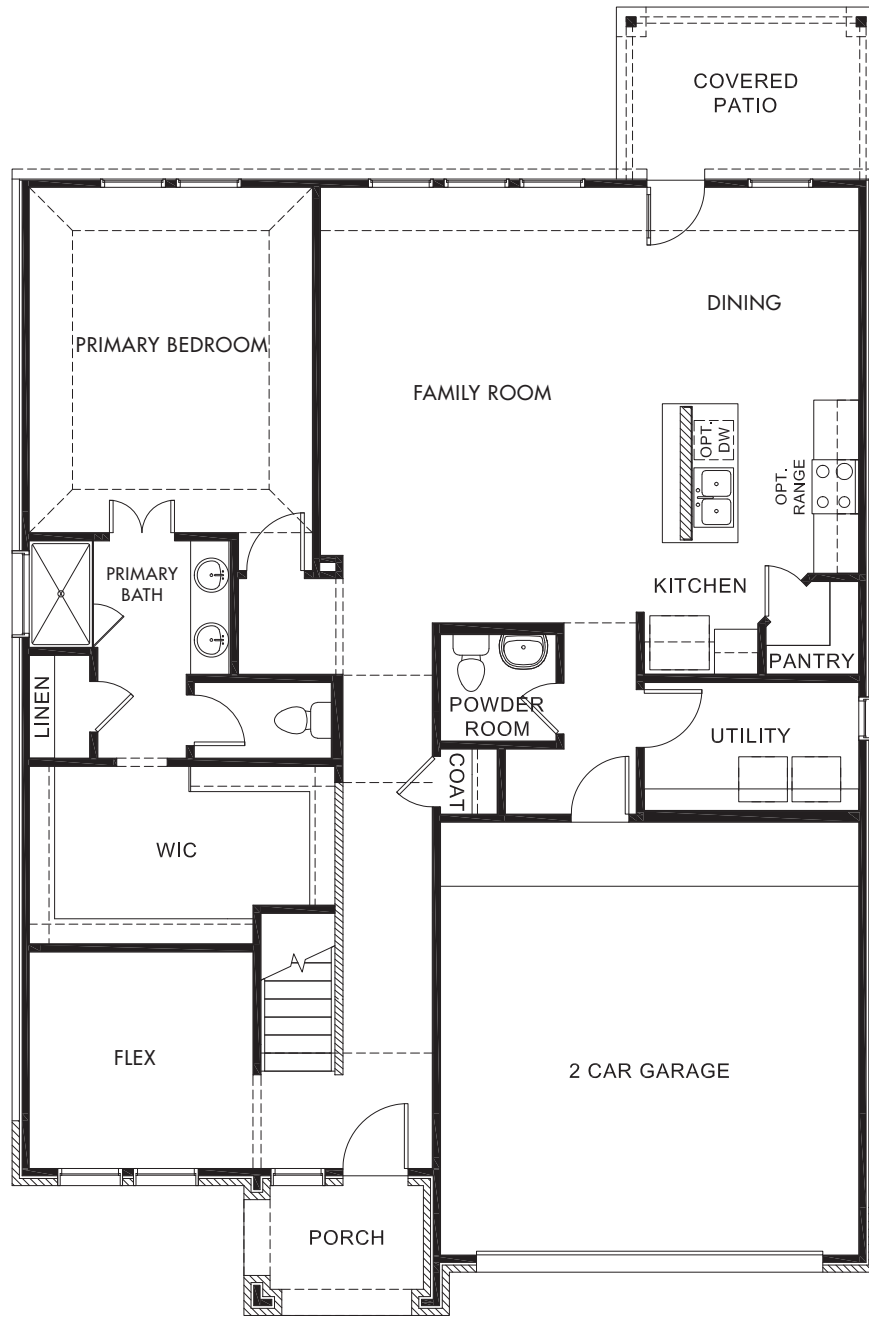 COVERED
PATIO
DINING
PRIMARY BEDROOM
FAMILY ROOM
OPT.
DW
OPT.
RANGE
PRIMARY
BATH
KITCHEN
PANTRY
LINEN
POWDER
ROOM
UTILITY
COAT
WIC
FLEX
2 CAR GARAGE
PORCH